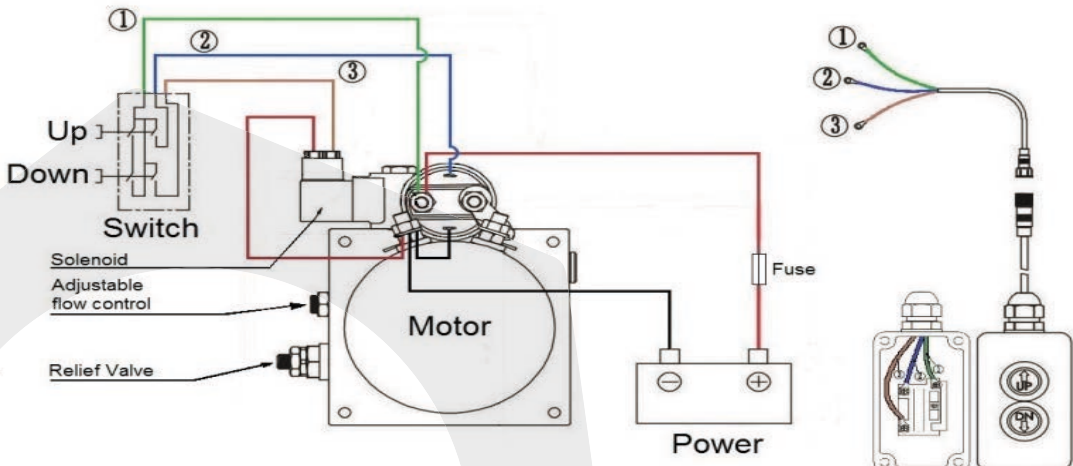 ①
②
③
Up
Down
Switch
Solenoid
Adjustable
flow control
Relief Valve
Motor
Fuse
−
+
Power
①
②
③
UP
DN